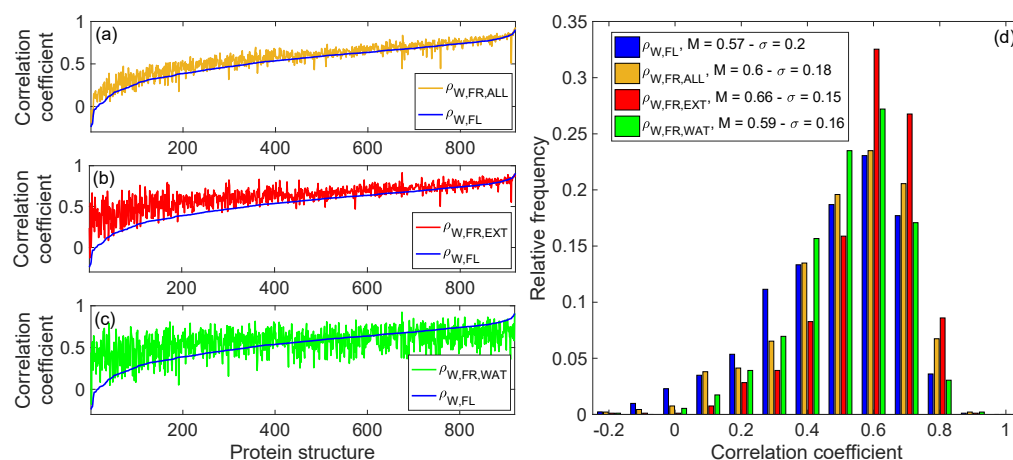 (a)
Correlation
coefficient
1
0.5
0
ρW,FR,ALL
ρW,FL
200
400
600
800
(b)
Correlation
coefficient
1
0.5
0
ρW,FR,EXT
ρW,FL
200
400
600
800
(c)
Correlation
coefficient
1
0.5
0
ρW,FR,WAT
ρW,FL
200
400
600
800
Protein structure
(d)
Relative frequency
0.35
0.3
0.25
0.2
0.15
0.1
0.05
0
ρW,FL, M = 0.57 - σ = 0.2
ρW,FR,ALL, M = 0.6 - σ = 0.18
ρW,FR,EXT, M = 0.66 - σ = 0.15
ρW,FR,WAT, M = 0.59 - σ = 0.16
-0.2
0
0.2
0.4
0.6
0.8
1
Correlation coefficient